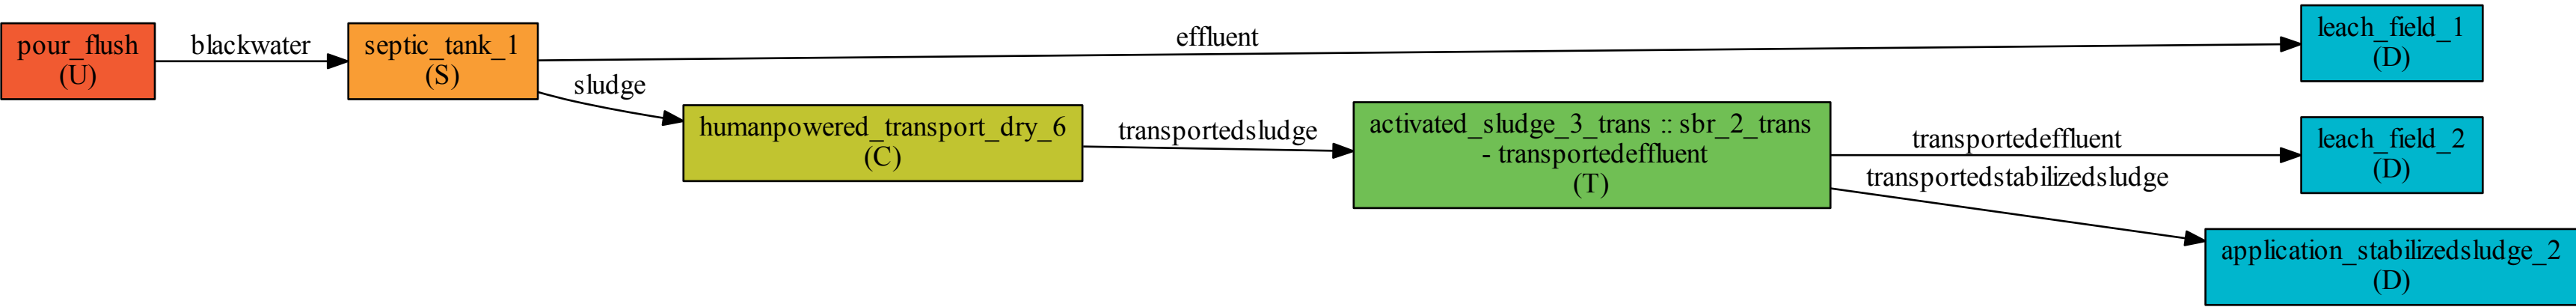 pour_flush
(U)
blackwater
septic_tank_1
(S)
effluent
sludge
leach_field_1
(D)
humanpowered_transport_dry_6
(C)
transportedsludge
activated_sludge_3_trans :: sbr_2_trans
- transportedeffluent
(T)
transportedeffluent
transportedstabilizedsludge
leach_field_2
(D)
application_stabilizedsludge_2
(D)